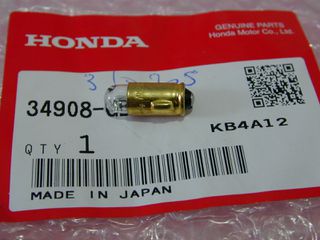 GENUINE PARTS
HONDA
Honda Motor Co., Ltd.
34908-
KB4A12
QTY 1
MADE IN JAPAN